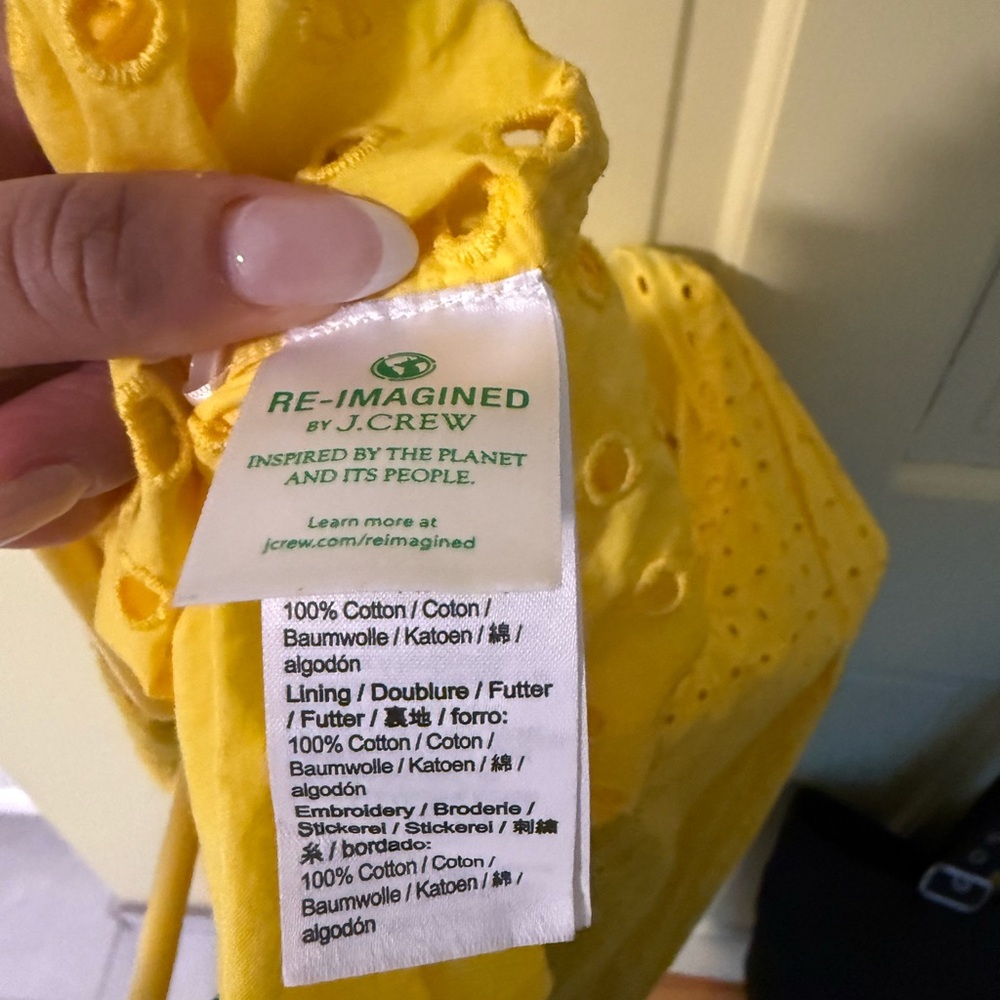 RE-IMAGINED
BY J.CREW
INSPIRED BY THE PLANET
AND ITS PEOPLE.
Learn more at
jcrew.com/reimagined
100% Cotton / Coton /
Baumwolle / Katoen / 綿 /
algodón
Lining / Doublure / Futter
/ Futter / 裏地 / forro:
100% Cotton / Coton /
Baumwolle / Katoen / 綿 /
algodón
Embroidery / Broderie /
Stickerei / Stickerei / 刺繍
糸 / bordado:
100% Cotton / Coton /
Baumwolle / Katoen / 綿 /
algodón